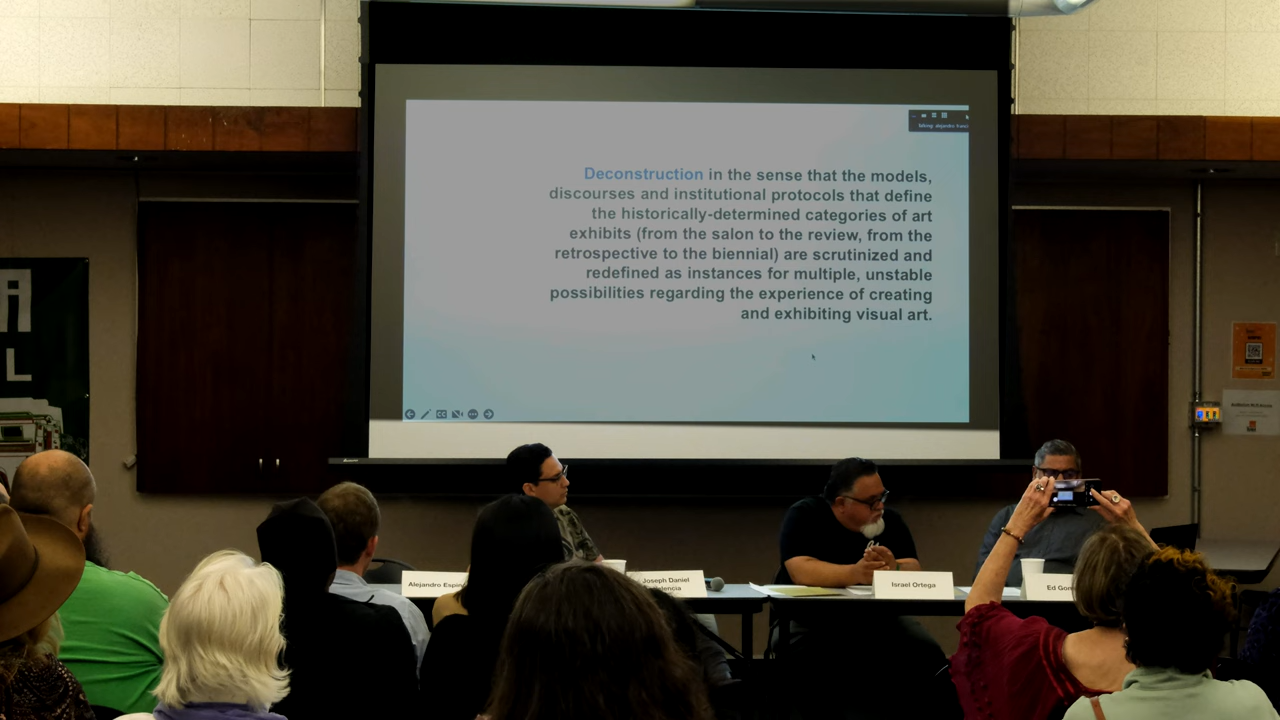 Deconstruction in the sense that the models,
discourses and institutional protocols that define
the historically-determined categories of art
exhibits (from the salon to the review, from the
retrospective to the biennial) are scrutinized and
redefined as instances for multiple, unstable
possibilities regarding the experience of creating
and exhibiting visual art.
L
Alejandro
Joseph Daniel
Israel Ortega
Ed